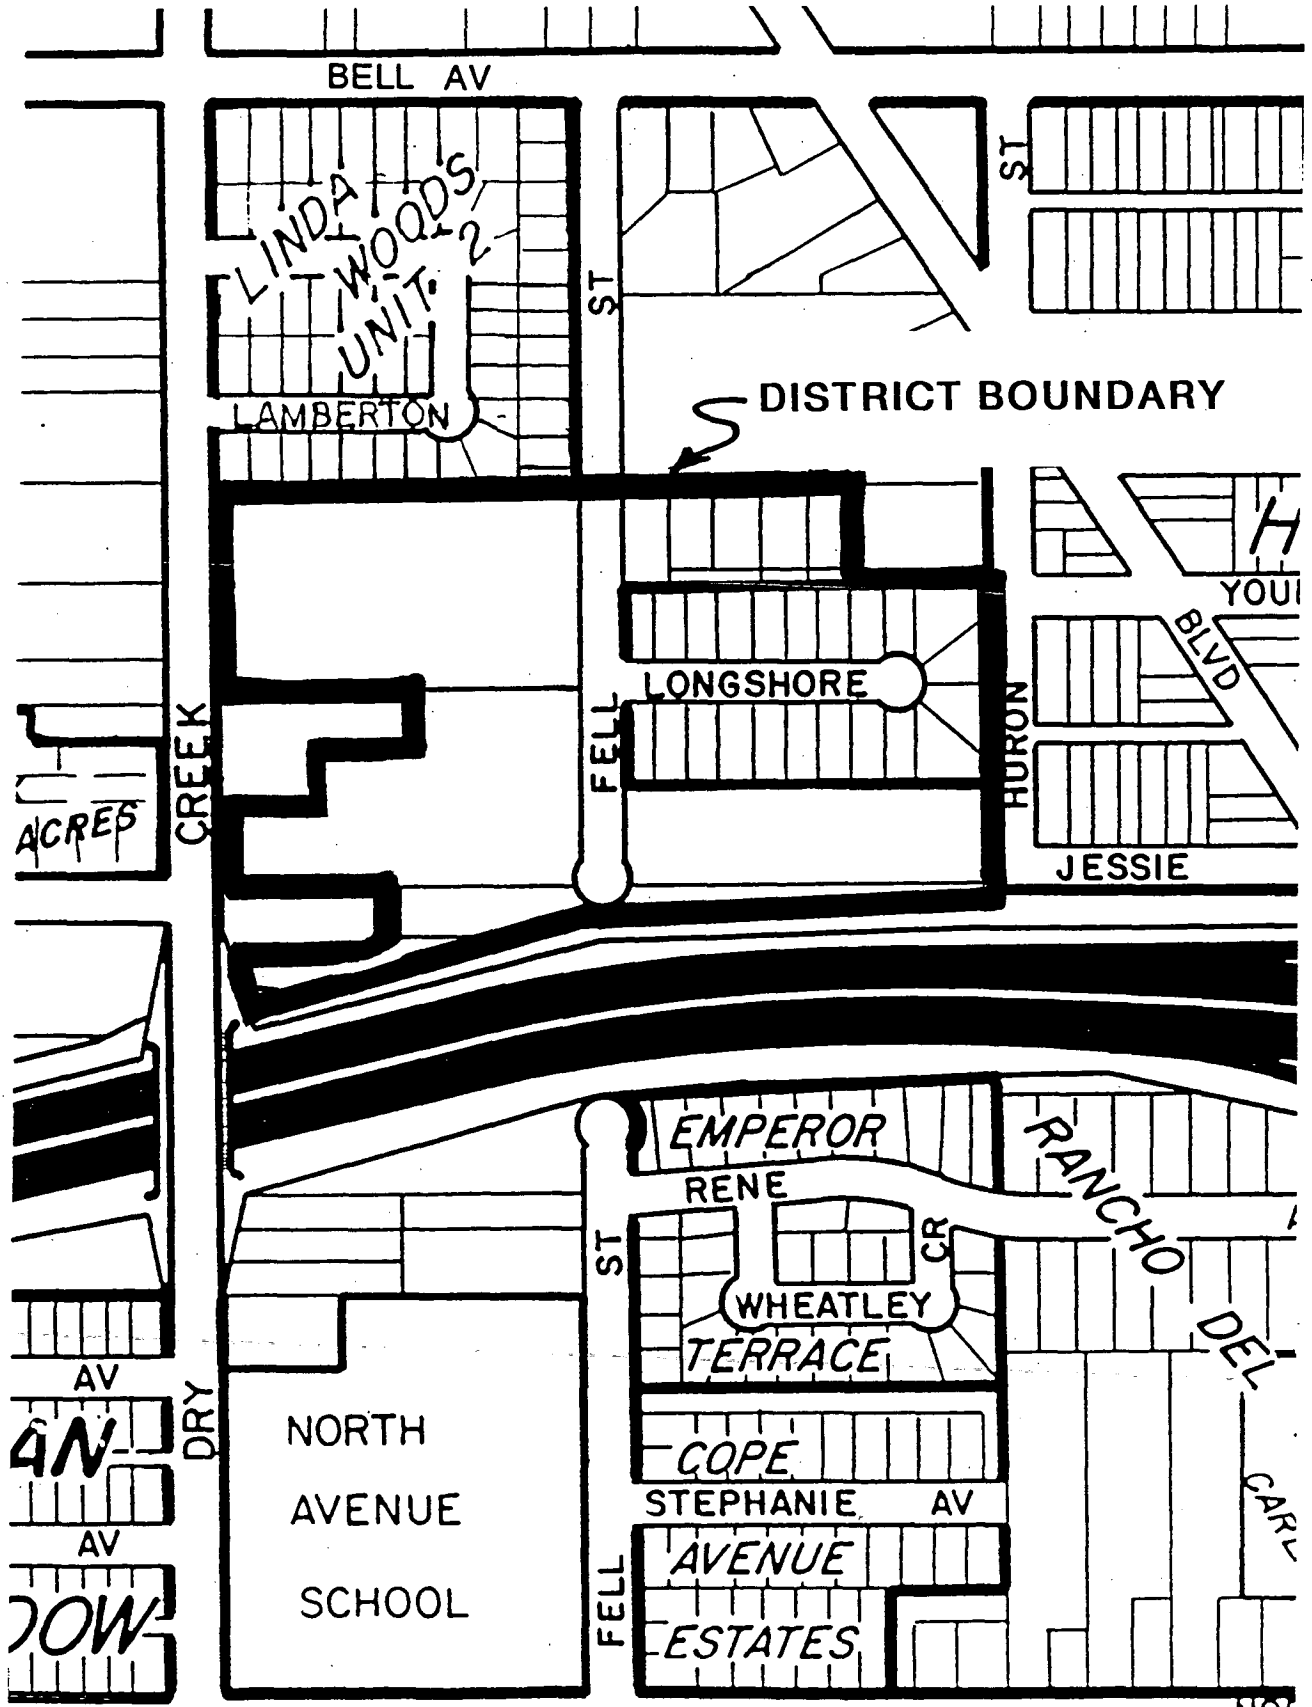 BELL AV
ST
LINDA
WOODS
UNIT 2
ST
DISTRICT BOUNDARY
LAMBERTON
H
BLVD
LONGSHORE
FELL
HURON
CREEK
ACRES
JESSIE
EMPEROR
RANCHO
RENE
ST
CR
WHEATLEY
TERRACE
DEL
AV
DRY
NORTH
COPE
STEPHANIE AV
AVENUE
AV
AVENUE
FELL
SCHOOL
ESTATES